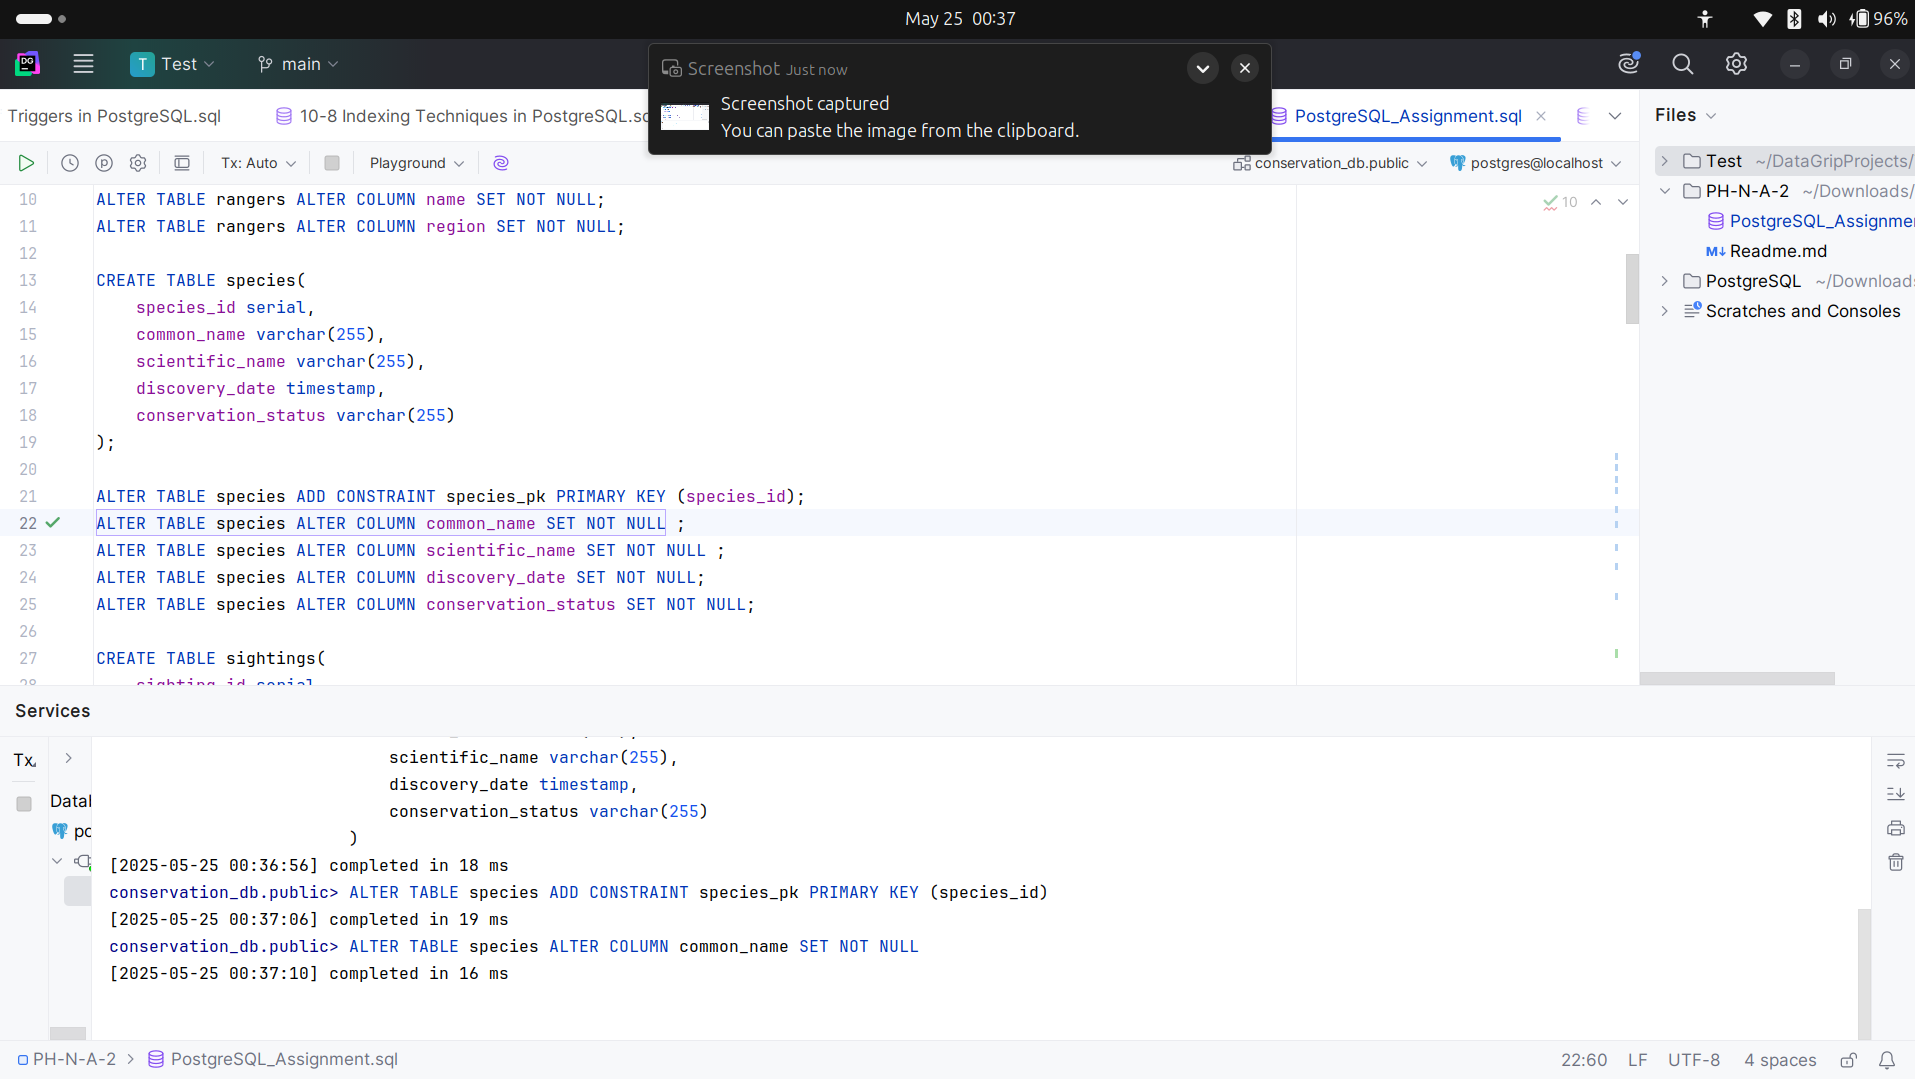 May 25 00:37
96%
DG
T Test
main
Screenshot Just now
Screenshot captured
You can paste the image from the clipboard.
Triggers in PostgreSQL.sql
10-8 Indexing Techniques in PostgreSQL.sc
PostgreSQL_Assignment.sql
Files
Tx: Auto
Playground
conservation_db.public
postgres@localhost
10 ALTER TABLE rangers ALTER COLUMN name SET NOT NULL;
11 ALTER TABLE rangers ALTER COLUMN region SET NOT NULL;
12
13 CREATE TABLE species(
14 species_id serial,
15 common_name varchar(255),
16 scientific_name varchar(255),
17 discovery_date timestamp,
18 conservation_status varchar(255)
19 );
20
21 ALTER TABLE species ADD CONSTRAINT species_pk PRIMARY KEY (species_id);
22 ALTER TABLE species ALTER COLUMN common_name SET NOT NULL ;
23 ALTER TABLE species ALTER COLUMN scientific_name SET NOT NULL ;
24 ALTER TABLE species ALTER COLUMN discovery_date SET NOT NULL;
25 ALTER TABLE species ALTER COLUMN conservation_status SET NOT NULL;
26
27 CREATE TABLE sightings(
28 sighting_id serial
10
Test ~/DataGripProjects/
PH-N-A-2 ~/Downloads/
PostgreSQL_Assignmer
M↓ Readme.md
PostgreSQL ~/Downloads
Scratches and Consoles
Services
Tx
Datal
po
scientific_name varchar(255),
discovery_date timestamp,
conservation_status varchar(255)
)
[2025-05-25 00:36:56] completed in 18 ms
conservation_db.public> ALTER TABLE species ADD CONSTRAINT species_pk PRIMARY KEY (species_id)
[2025-05-25 00:37:06] completed in 19 ms
conservation_db.public> ALTER TABLE species ALTER COLUMN common_name SET NOT NULL
[2025-05-25 00:37:10] completed in 16 ms
PH-N-A-2 > PostgreSQL_Assignment.sql
22:60 LF UTF-8 4 spaces